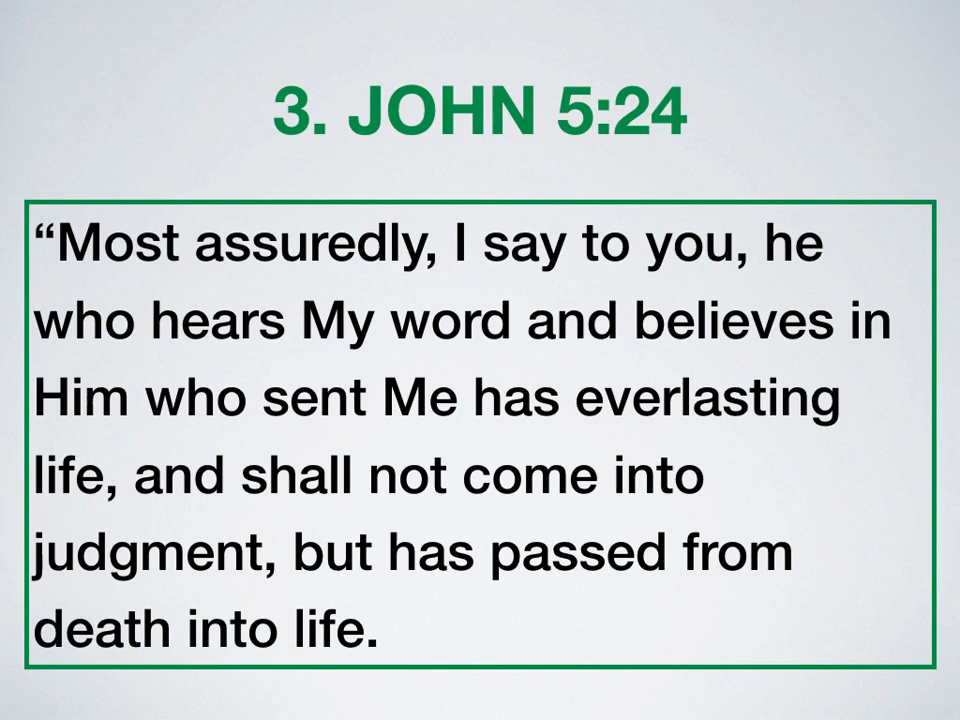 3. JOHN 5:24
“Most assuredly, I say to you, he
who hears My word and believes in
Him who sent Me has everlasting
life, and shall not come into
judgment, but has passed from
death into life.